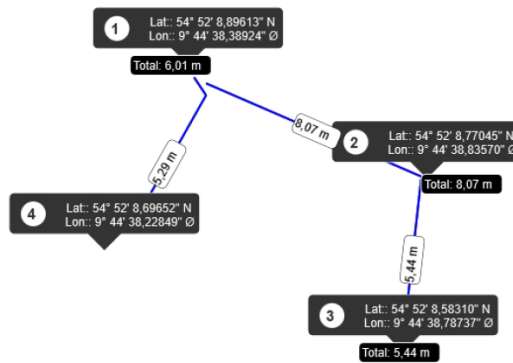 1
Lat:: 54° 52' 8,89613" N
Lon:: 9° 44' 38,38924" Ø
Total: 6,01 m
8,07 m
2
Lat:: 54° 52' 8,77045" N
Lon:: 9° 44' 38,83570" Ø
Total: 8,07 m
5,29 m
4
Lat:: 54° 52' 8,69652" N
Lon:: 9° 44' 38,22849" Ø
5,44 m
3
Lat:: 54° 52' 8,58310" N
Lon:: 9° 44' 38,78737" Ø
Total: 5,44 m